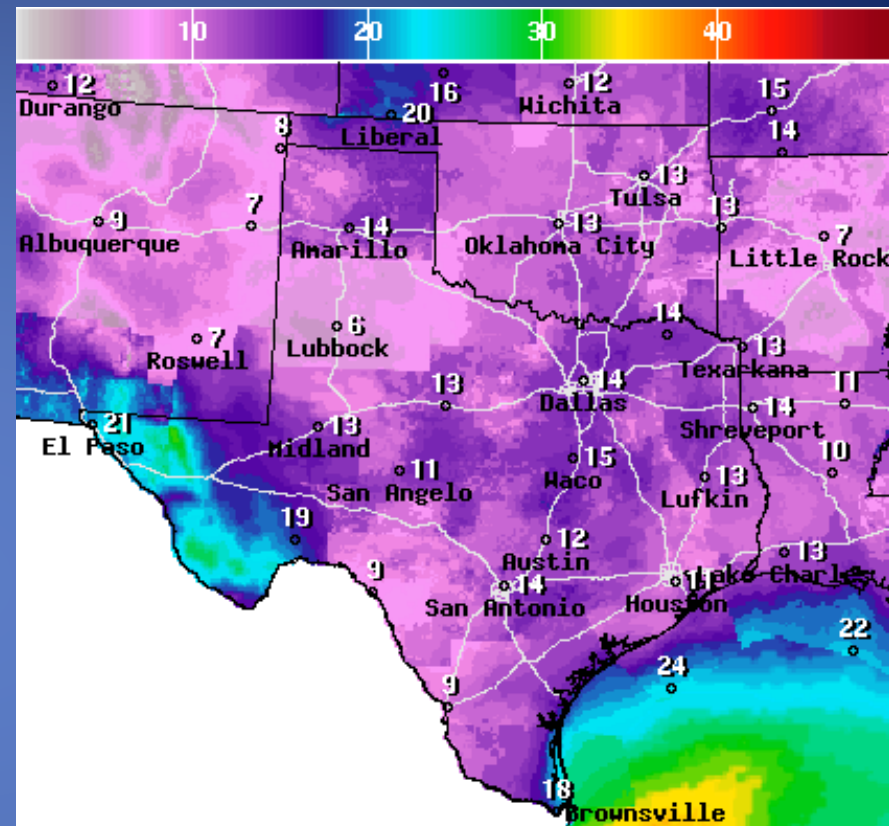 10 20 30 40
12
Durango
16
12
Wichita
15
20
Liberal
8
14
13
Tulsa
9
Albuquerque
7
14
Amarillo
13
Oklahoma City
13
7
Little Rock
7
Roswell
6
Lubbock
14
13
Texarkana
14
Dallas
13
11
14
Shreveport
21
El Paso
13
Midland
11
San Angelo
15
Waco
13
Lufkin
10
19
12
Austin
13
Lake Charles
9
14
San Antonio
11
Houston
22
24
9
18
Brownsville